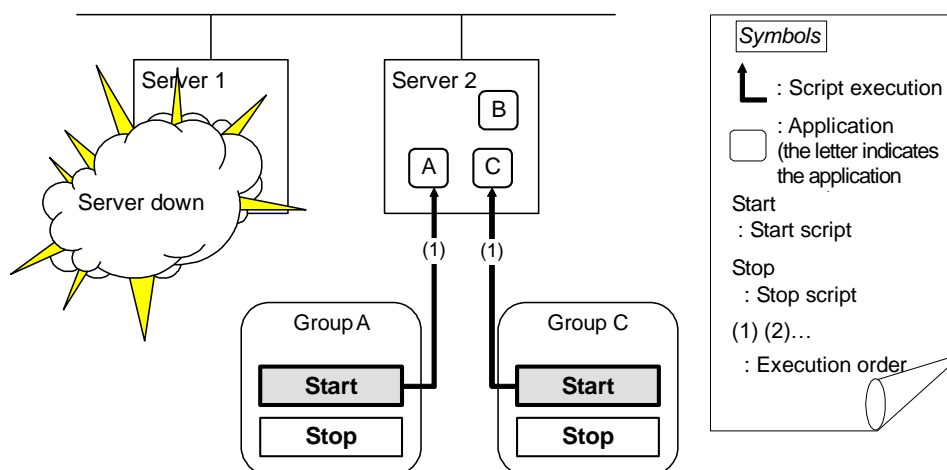 Server 1
Server 2
B
A
C
Server down
(1)
(1)
Group A
Start
Stop
Group C
Start
Stop
Symbols
: Script execution
: Application
(the letter indicates
the application
Start
: Start script
Stop
: Stop script
(1) (2)…
: Execution order